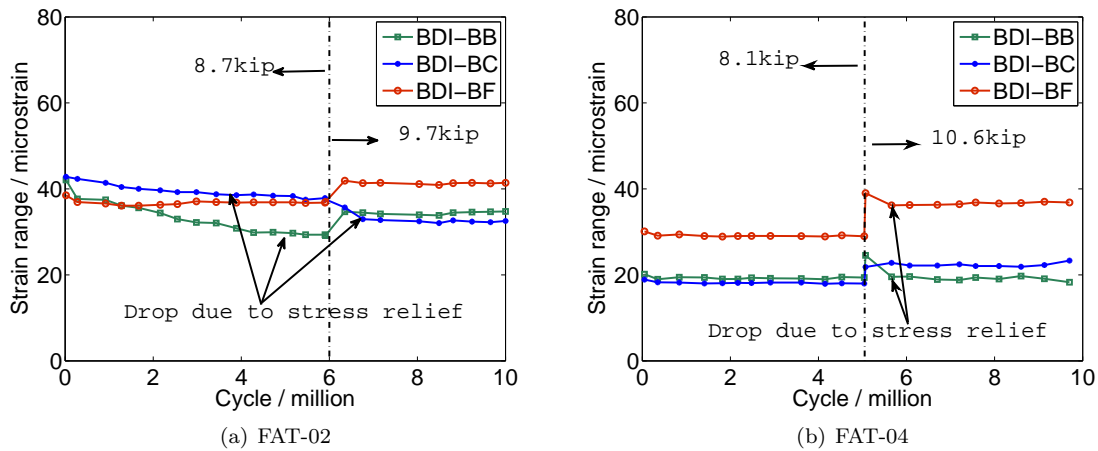 80
60
40
20
0
Strain range / microstrain
0 2 4 6 8 10
Cycle / million
8.7kip
9.7kip
BDI-BB
BDI-BC
BDI-BF
Drop due to stress relief
(a) FAT-02
80
60
40
20
0
Strain range / microstrain
0 2 4 6 8 10
Cycle / million
8.1kip
10.6kip
BDI-BB
BDI-BC
BDI-BF
Drop due to stress relief
(b) FAT-04